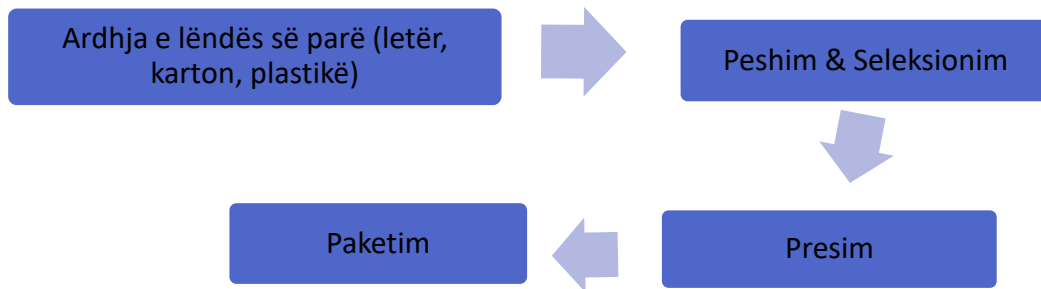 Ardhja e lëndës së parë (letër,
karton, plastikë)
Peshim & Seleksionim
Presim
Paketim